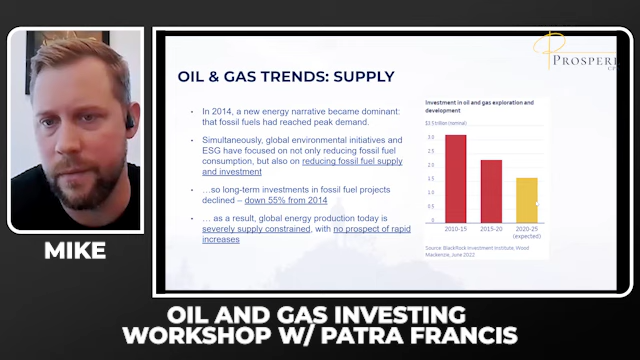 PROSPERI
CPA
OIL & GAS TRENDS: SUPPLY
In 2014, a new energy narrative became dominant:
that fossil fuels had reached peak demand.
Simultaneously, global environmental initiatives and
ESG have focused on not only reducing fossil fuel
consumption, but also on reducing fossil fuel supply
and investment
…so long-term investments in fossil fuel projects
declined – down 55% from 2014
… as a result, global energy production today is
severely supply constrained, with no prospect of rapid
increases
Investment in oil and gas exploration and
development
3.0
2.5
2.0
1.5
1.0
0.5
0
2010-15 2015-20 2020-25
(expected)
Source: BlackRock Investment Institute, Wood
Mackenzie, June 2022
MIKE
OIL AND GAS INVESTING
WORKSHOP W/ PATRA FRANCIS